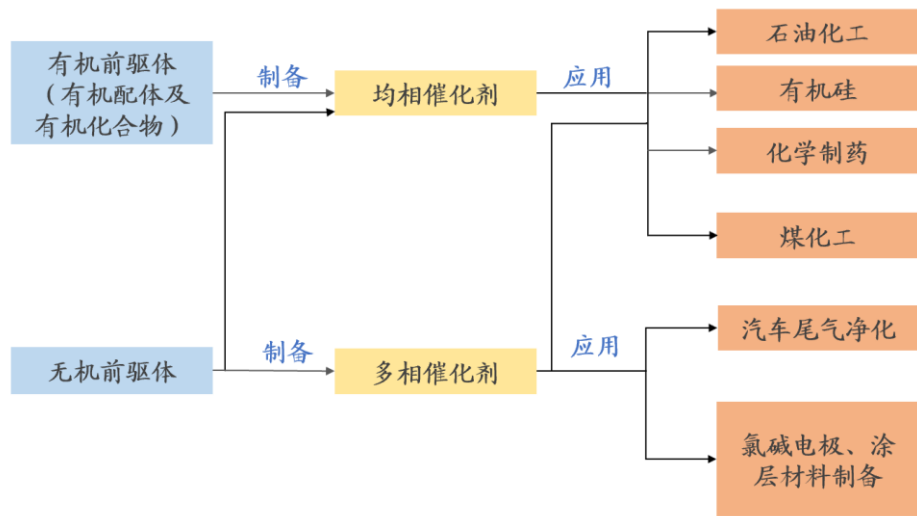 有机前驱体
（有机配体及
有机化合物）
制备
均相催化剂
应用
石油化工
有机硅
化学制药
煤化工
无机前驱体
制备
多相催化剂
应用
汽车尾气净化
氯碱电极、涂
层材料制备